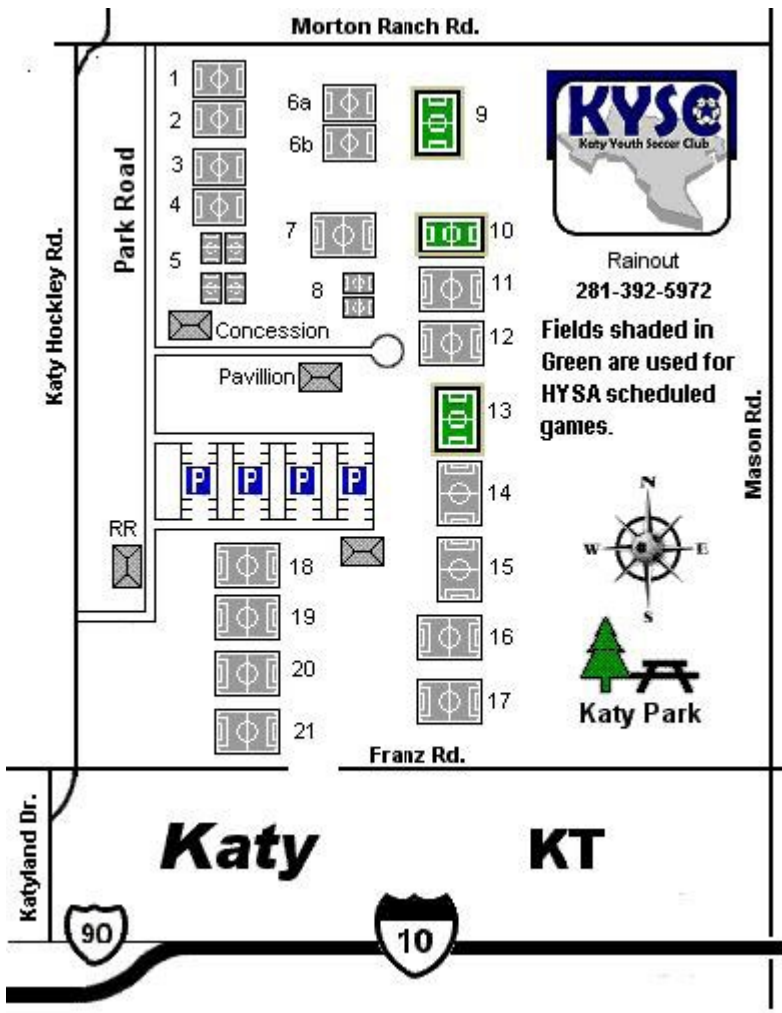 Morton Ranch Rd.
1
2
3
4
5
6a
6b
7
8
9
10
11
12
13
14
15
16
17
18
19
20
21
Park Road
Katy Hockley Rd.
KYSC
Katy Youth Soccer Club
Rainout
281-392-5972
Fields shaded in
Green are used for
HYSA scheduled
games.
Concession
Pavillion
P P P P
RR
Mason Rd.
N
W E
S
Katy Park
Franz Rd.
Katyland Dr.
Katy KT
90
10